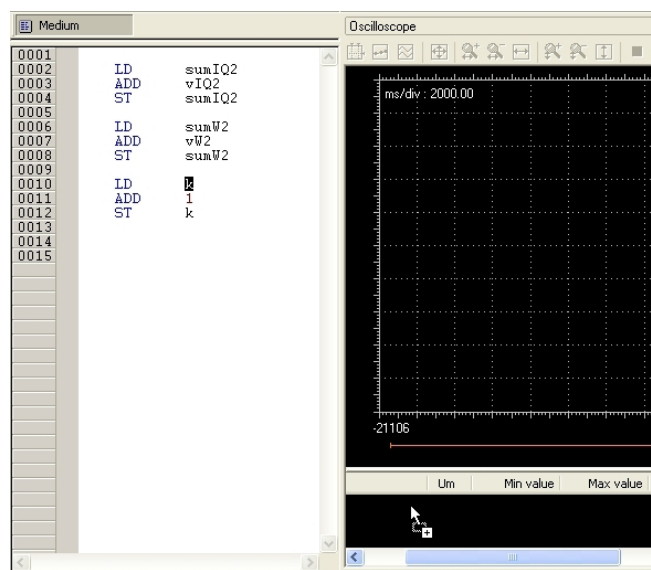 Medium
0001
0002 LD sumIQ2
0003 ADD vIQ2
0004 ST sumIQ2
0005
0006 LD sumW2
0007 ADD vW2
0008 ST sumW2
0009
0010 LD k
0011 ADD 1
0012 ST k
0013
0014
0015
Oscilloscope
ms/div : 2000.00
-21106
Um Min value Max value